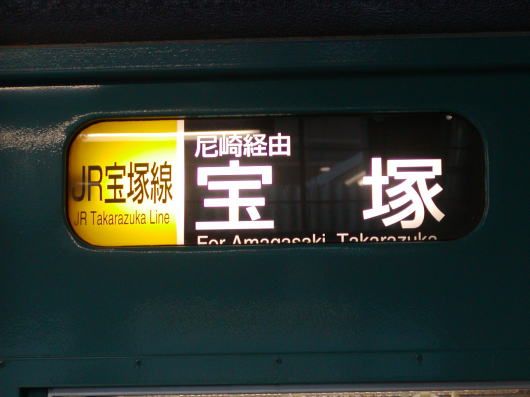 JR宝塚線
JR Takarazuka Line
尼崎経由
宝塚
For Amagasaki, Takarazuka